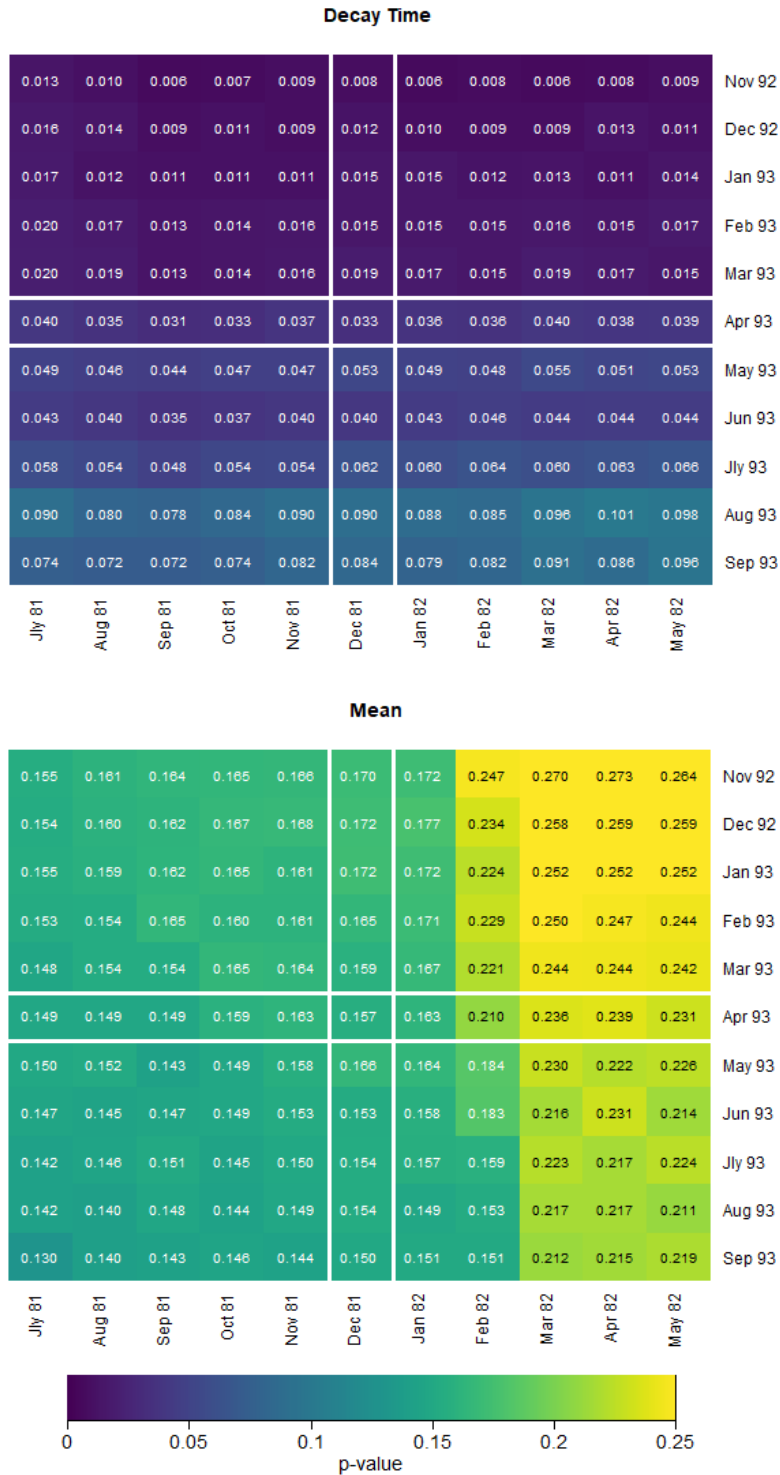 Decay Time
0.013 0.010 0.006 0.007 0.009 0.008 0.006 0.008 0.006 0.008 0.009 Nov 92
0.016 0.014 0.009 0.011 0.009 0.012 0.010 0.009 0.009 0.013 0.011 Dec 92
0.017 0.012 0.011 0.011 0.011 0.015 0.015 0.012 0.013 0.011 0.014 Jan 93
0.020 0.017 0.013 0.014 0.016 0.015 0.015 0.015 0.016 0.015 0.017 Feb 93
0.020 0.019 0.013 0.014 0.016 0.019 0.017 0.015 0.019 0.017 0.015 Mar 93
0.040 0.035 0.031 0.033 0.037 0.033 0.036 0.036 0.040 0.038 0.039 Apr 93
0.049 0.046 0.044 0.047 0.047 0.053 0.049 0.048 0.055 0.051 0.053 May 93
0.043 0.040 0.035 0.037 0.040 0.040 0.043 0.046 0.044 0.044 0.044 Jun 93
0.058 0.054 0.048 0.054 0.054 0.062 0.060 0.064 0.060 0.063 0.066 Jly 93
0.090 0.080 0.078 0.084 0.090 0.090 0.088 0.085 0.096 0.101 0.098 Aug 93
0.074 0.072 0.072 0.074 0.082 0.084 0.079 0.082 0.091 0.086 0.096 Sep 93
Jly 81 Aug 81 Sep 81 Oct 81 Nov 81 Dec 81 Jan 82 Feb 82 Mar 82 Apr 82 May 82
Mean
0.155 0.161 0.164 0.165 0.166 0.170 0.172 0.247 0.270 0.273 0.264 Nov 92
0.154 0.160 0.162 0.167 0.168 0.172 0.177 0.234 0.258 0.259 0.259 Dec 92
0.155 0.159 0.162 0.165 0.161 0.172 0.172 0.224 0.252 0.252 0.252 Jan 93
0.153 0.154 0.165 0.160 0.161 0.165 0.171 0.229 0.250 0.247 0.244 Feb 93
0.148 0.154 0.154 0.165 0.164 0.159 0.167 0.221 0.244 0.244 0.242 Mar 93
0.149 0.149 0.149 0.159 0.163 0.157 0.163 0.210 0.236 0.239 0.231 Apr 93
0.150 0.152 0.143 0.149 0.158 0.166 0.164 0.184 0.230 0.222 0.226 May 93
0.147 0.145 0.147 0.149 0.153 0.153 0.158 0.183 0.216 0.231 0.214 Jun 93
0.142 0.146 0.151 0.145 0.150 0.154 0.157 0.159 0.223 0.217 0.224 Jly 93
0.142 0.140 0.148 0.144 0.149 0.154 0.149 0.153 0.217 0.217 0.211 Aug 93
0.130 0.140 0.143 0.146 0.144 0.150 0.151 0.151 0.212 0.215 0.219 Sep 93
Jly 81 Aug 81 Sep 81 Oct 81 Nov 81 Dec 81 Jan 82 Feb 82 Mar 82 Apr 82 May 82
0 0.05 0.1 0.15 0.2 0.25
p-value